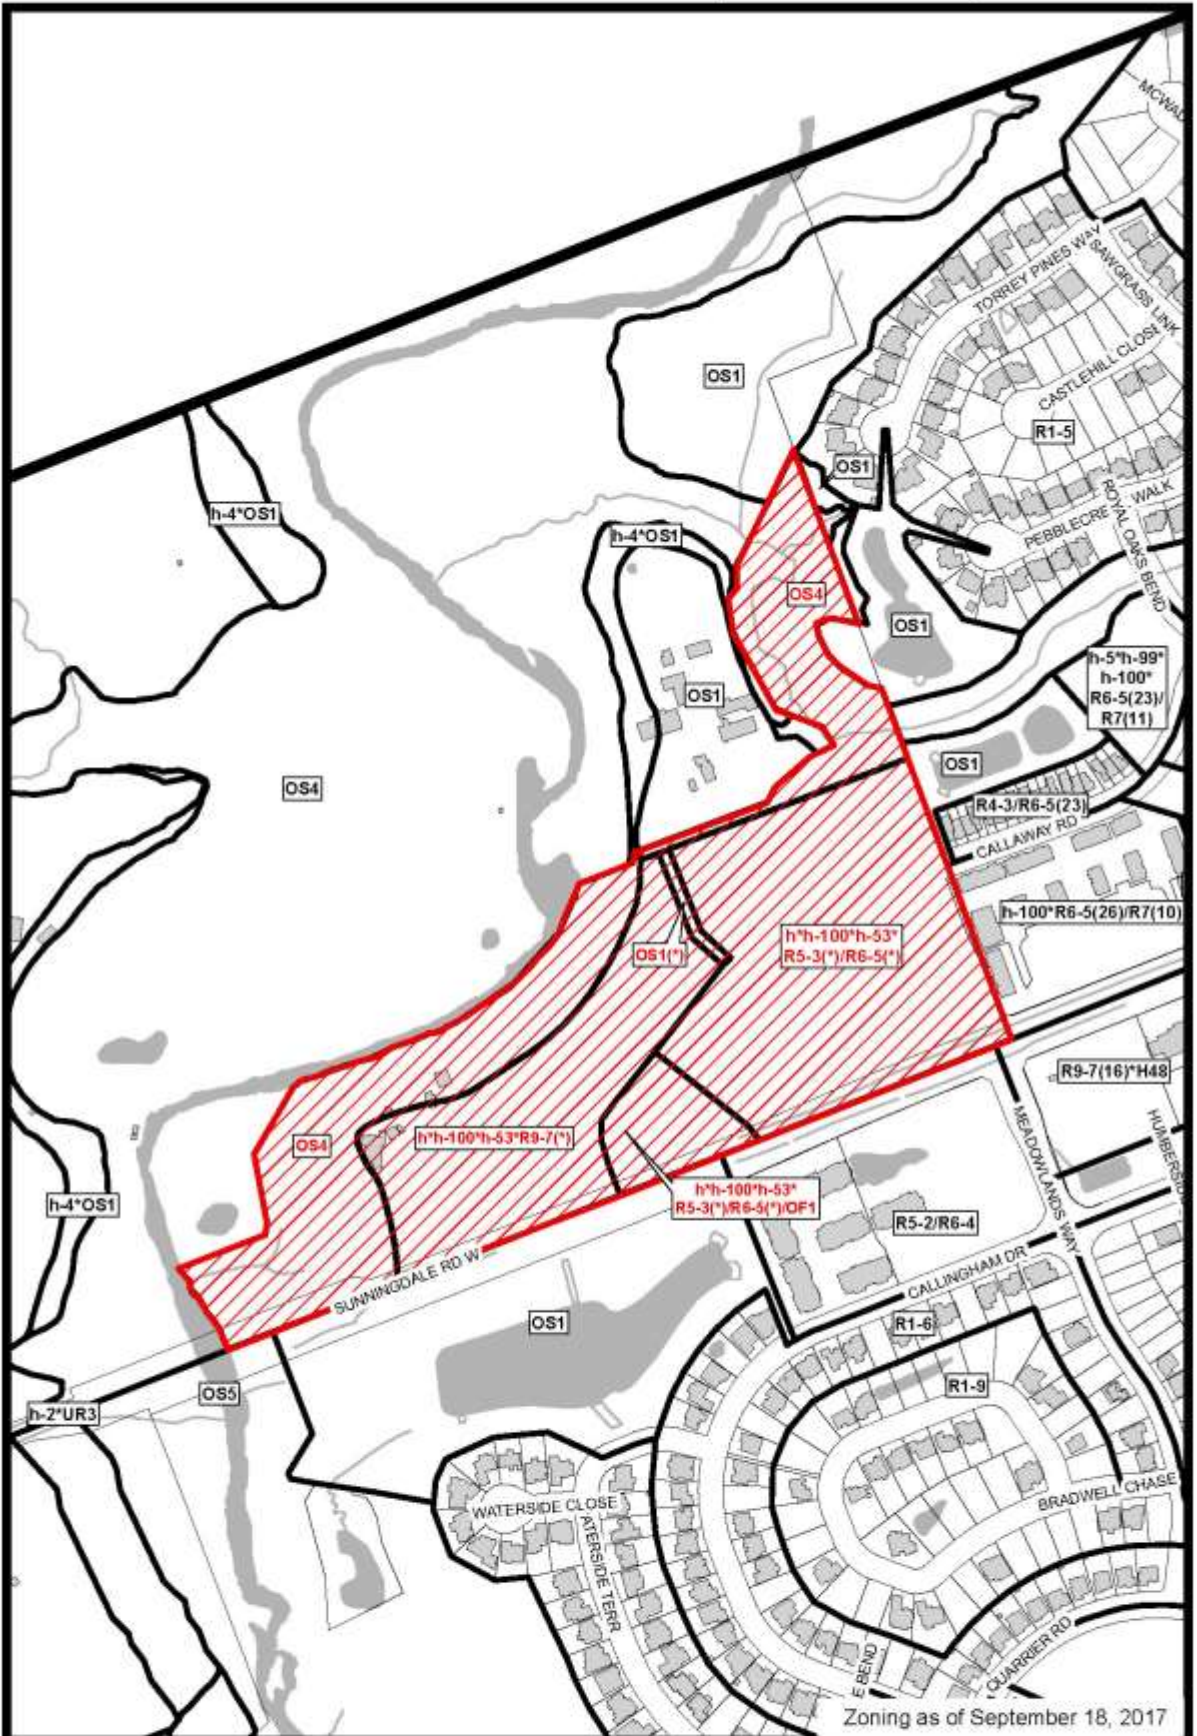 MCWAD
TORREY PINES WAY
SAWGRASS LINK
OS1
CASTLEHILL CLOSE
R1-5
OS1
h-4*OS1
h-4*OS1
ROYAL OAKS BEND
PEBBLECRE WALK
OS4
OS1
h-5*h-99*
h-100*
R6-5(23)/
R7(11)
OS1
OS1
OS4
R4-3/R6-5(23)
CALLAWAY RD
h-100*R6-5(26)/R7(10)
h*h-100*h-53*
R5-3(*)/R6-5(*)
OS1(*)
R9-7(16)*H48
MEADOWLANDS WAY
HUMBERSID
OS4
h*h-100*h-53*R9-7(*)
h-4*OS1
h*h-100*h-53*
R5-3(*)/R6-5(*)/OF1
R5-2/R6-4
SUNNINGDALE RD W
CALLINGHAM DR
OS1
R1-6
OS5
h-2*UR3
R1-9
WATERSIDE CLOSE
BRADWELL CHASE
ATERSIDE TERR
QUARRIER RD
E BEND
Zoning as of September 18, 2017